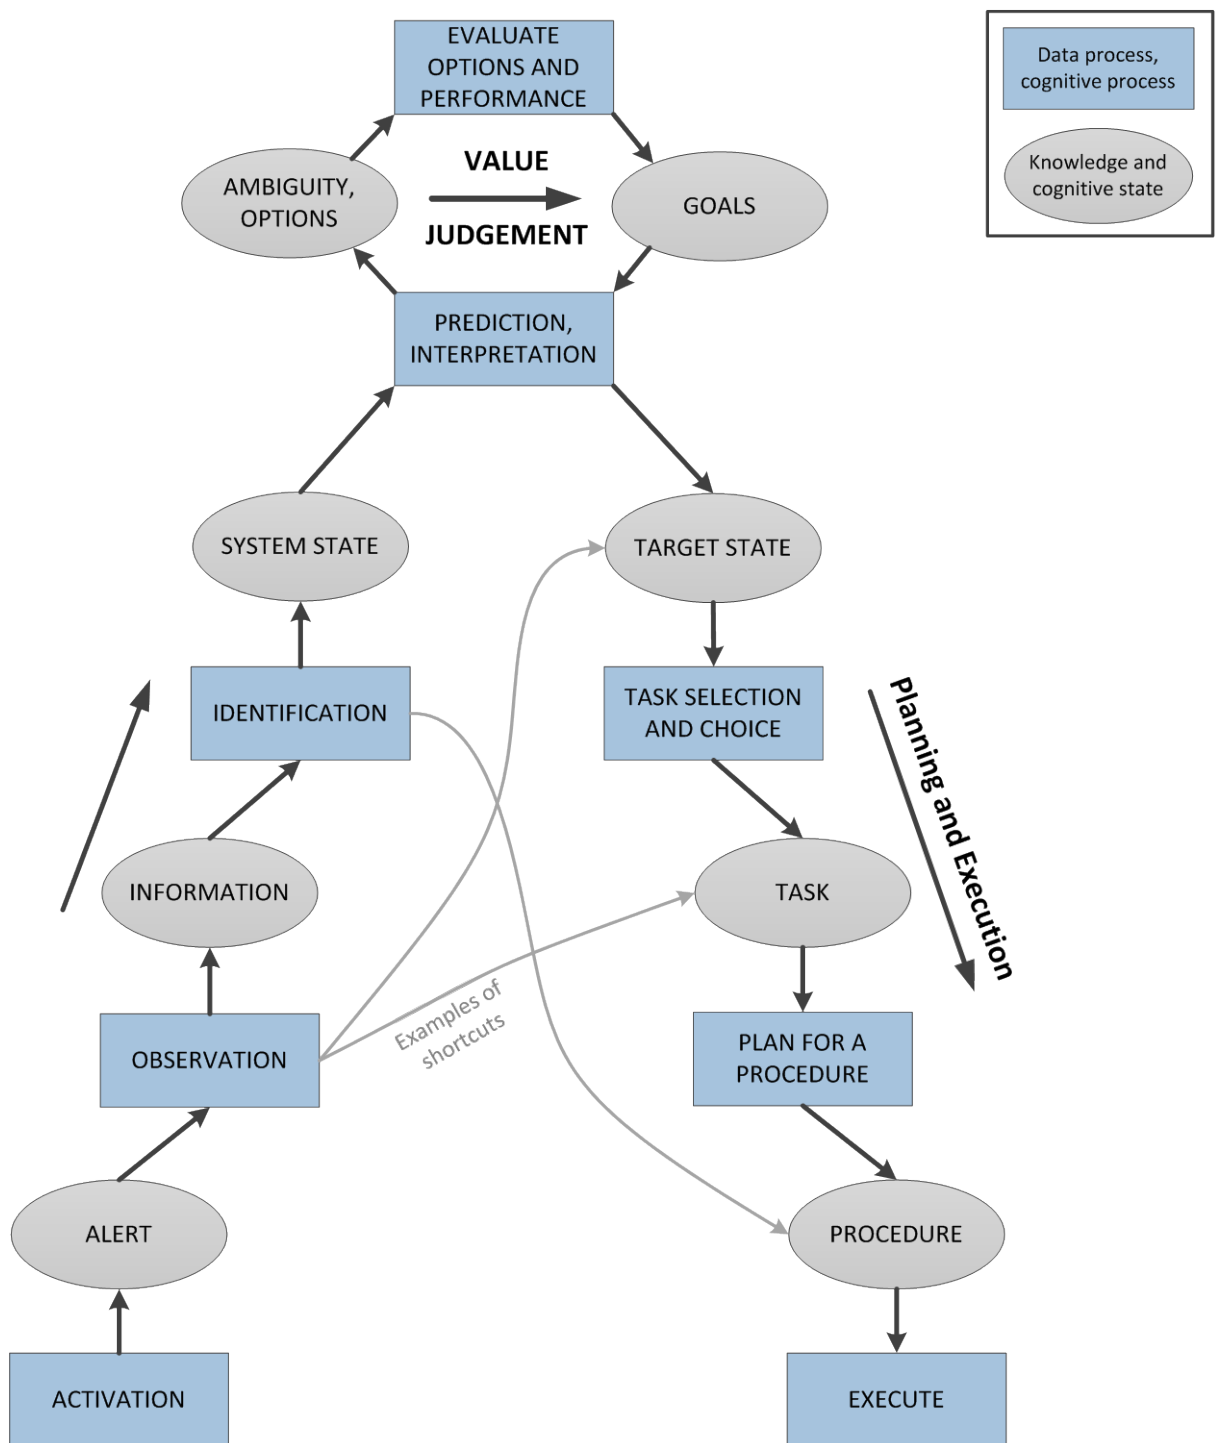 EVALUATE
OPTIONS AND
PERFORMANCE
Data process,
cognitive process
Knowledge and
cognitive state
AMBIGUITY,
OPTIONS
VALUE
JUDGEMENT
GOALS
PREDICTION,
INTERPRETATION
SYSTEM STATE
TARGET STATE
IDENTIFICATION
TASK SELECTION
AND CHOICE
Planning and Execution
INFORMATION
TASK
Examples of
shortcuts
OBSERVATION
PLAN FOR A
PROCEDURE
ALERT
PROCEDURE
ACTIVATION
EXECUTE